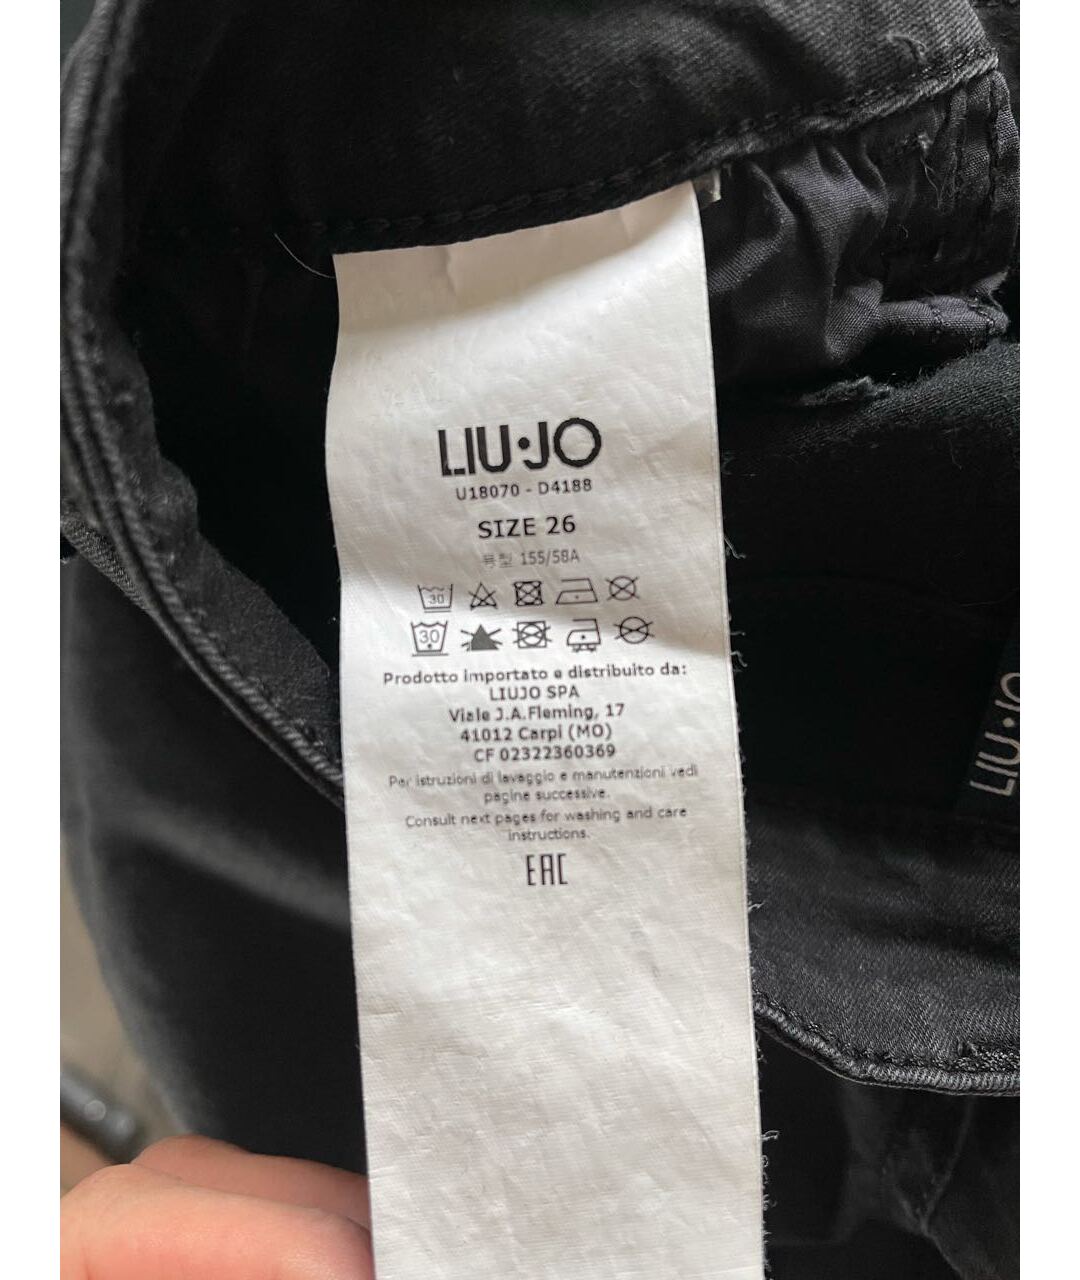 LIU·JO
U18070 - D4188
SIZE 26
号型 155/58A
30
30
Prodotto importato e distribuito da:
LIUJO SPA
Viale J.A.Fleming, 17
41012 Carpi (MO)
CF 02322360369
Per istruzioni di lavaggio e manutenzioni vedi
pagine successive.
Consult next pages for washing and care
instructions.
EAC
LIU·JO